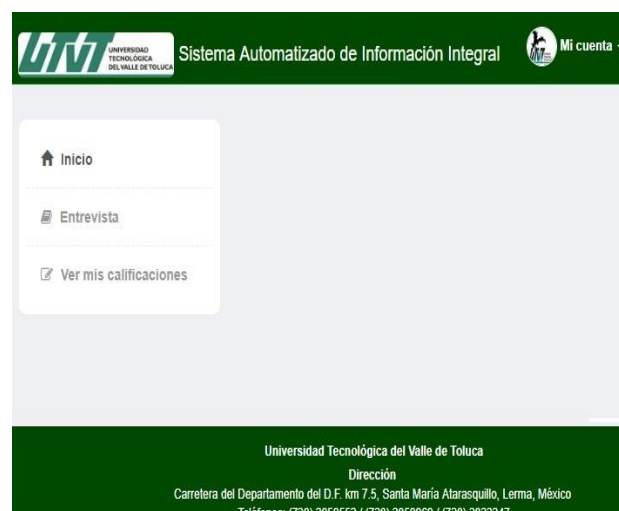 UTVT
UNIVERSIDAD
TECNOLÓGICA
DEL VALLE DE TOLUCA
Sistema Automatizado de Información Integral
Mi cuenta
Inicio
Entrevista
Ver mis calificaciones
Universidad Tecnológica del Valle de Toluca
Dirección
Carretera del Departamento del D.F. km 7.5, Santa María Atarasquillo, Lerma, México